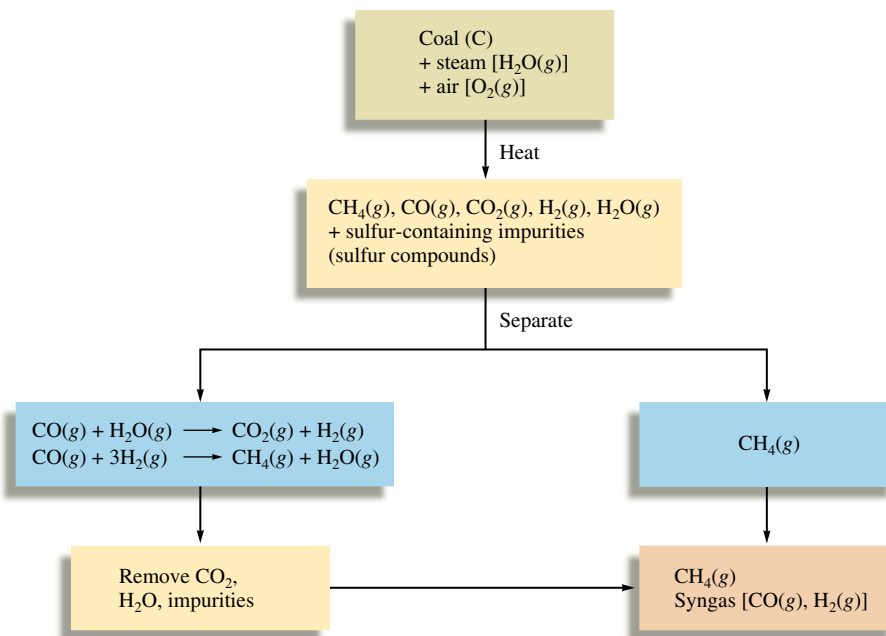 Coal (C)
+ steam [H₂O(g)]
+ air [O₂(g)]
Heat
CH₄(g), CO(g), CO₂(g), H₂(g), H₂O(g)
+ sulfur-containing impurities
(sulfur compounds)
Separate
CO(g) + H₂O(g) ⟶ CO₂(g) + H₂(g)
CO(g) + 3H₂(g) ⟶ CH₄(g) + H₂O(g)
CH₄(g)
Remove CO₂,
H₂O, impurities
CH₄(g)
Syngas [CO(g), H₂(g)]